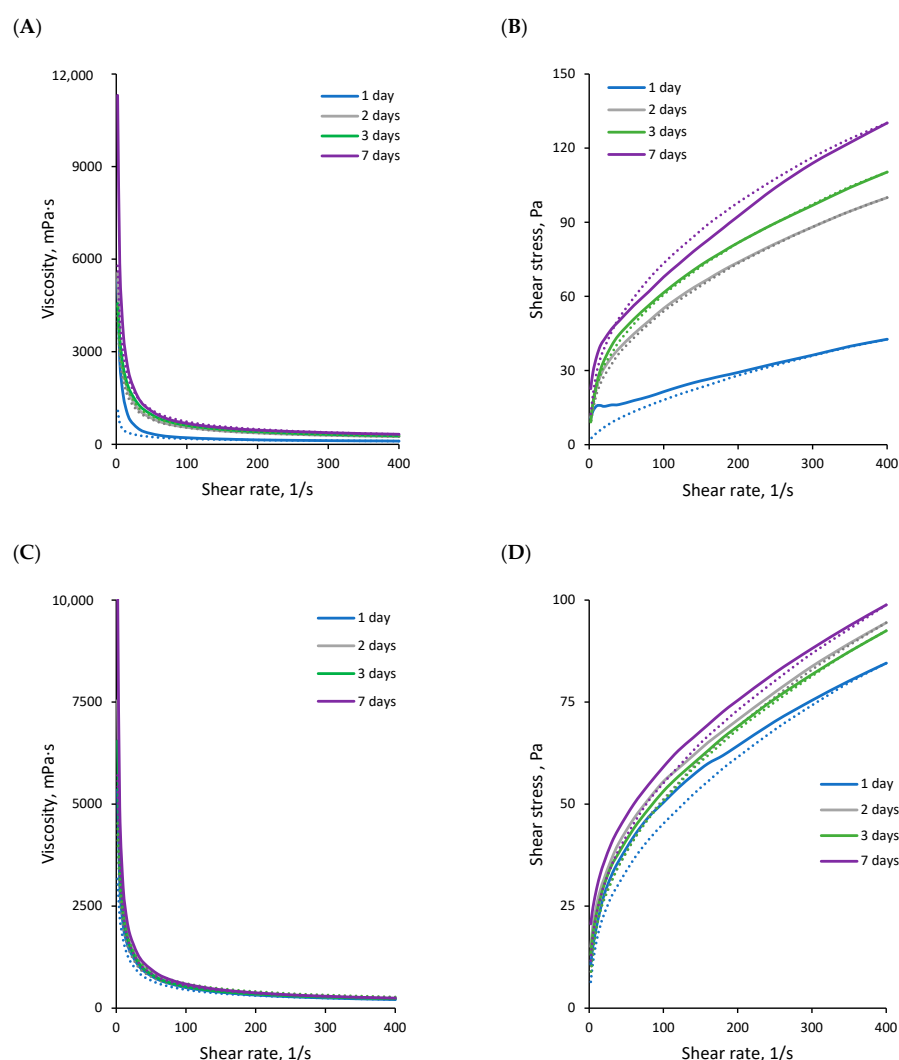 (A)
12,000
9000
6000
3000
0
Viscosity, mPa·s
0 100 200 300 400
Shear rate, 1/s
1 day
2 days
3 days
7 days
(B)
150
120
90
60
30
0
Shear stress, Pa
0 100 200 300 400
Shear rate, 1/s
1 day
2 days
3 days
7 days
(C)
10,000
7500
5000
2500
0
Viscosity, mPa·s
0 100 200 300 400
Shear rate, 1/s
1 day
2 days
3 days
7 days
(D)
100
75
50
25
0
Shear stress , Pa
0 100 200 300 400
Shear rate, 1/s
1 day
2 days
3 days
7 days